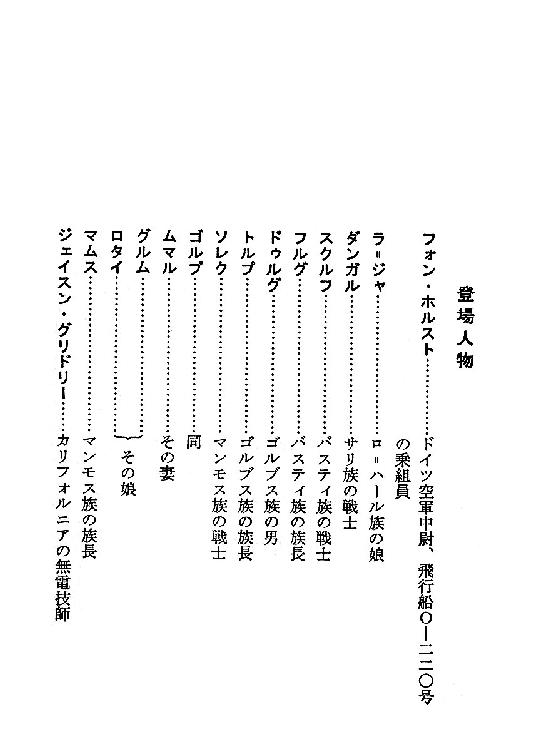 登場人物
フォン・ホルスト……………ドイツ空軍中尉、飛行船〇―二二〇号
の乗組員
ラ＝ジャ……………ロ＝ハール族の娘
ダンガル……………サリ族の戦士
スクルフ……………バスティ族の戦士
フルグ……………バスティ族の族長
ドゥルグ……………ゴルブス族の男
トルプ……………ゴルブス族の族長
ソレク……………マンモス族の戦士
ゴルプ……………同
ムマル……………その妻
グルム……………
ロタイ……………｝その娘
マムス……………マンモス族の族長
ジェイスン・グリドリー……カリフォルニアの無電技師